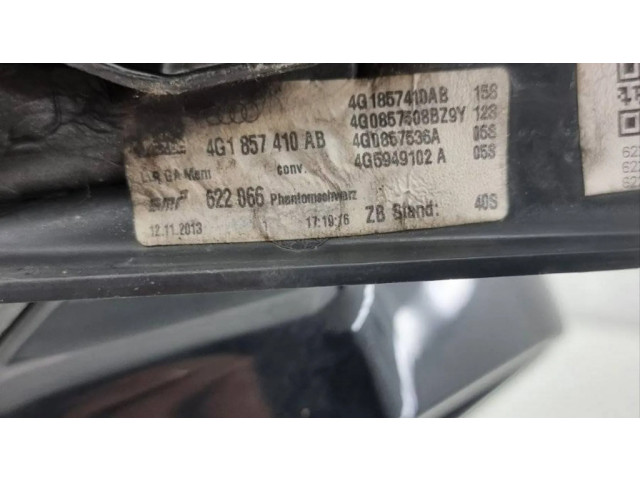 4G1857410AB 15S
4G0857508BZ9Y 12S
4G0857536A 05S
4G5949102 A 05S
4G1 857 410 AB
conv.
SMR 622 066 Phantomschwarz
12.11.2013 17:19:16 ZB Stand: 40S